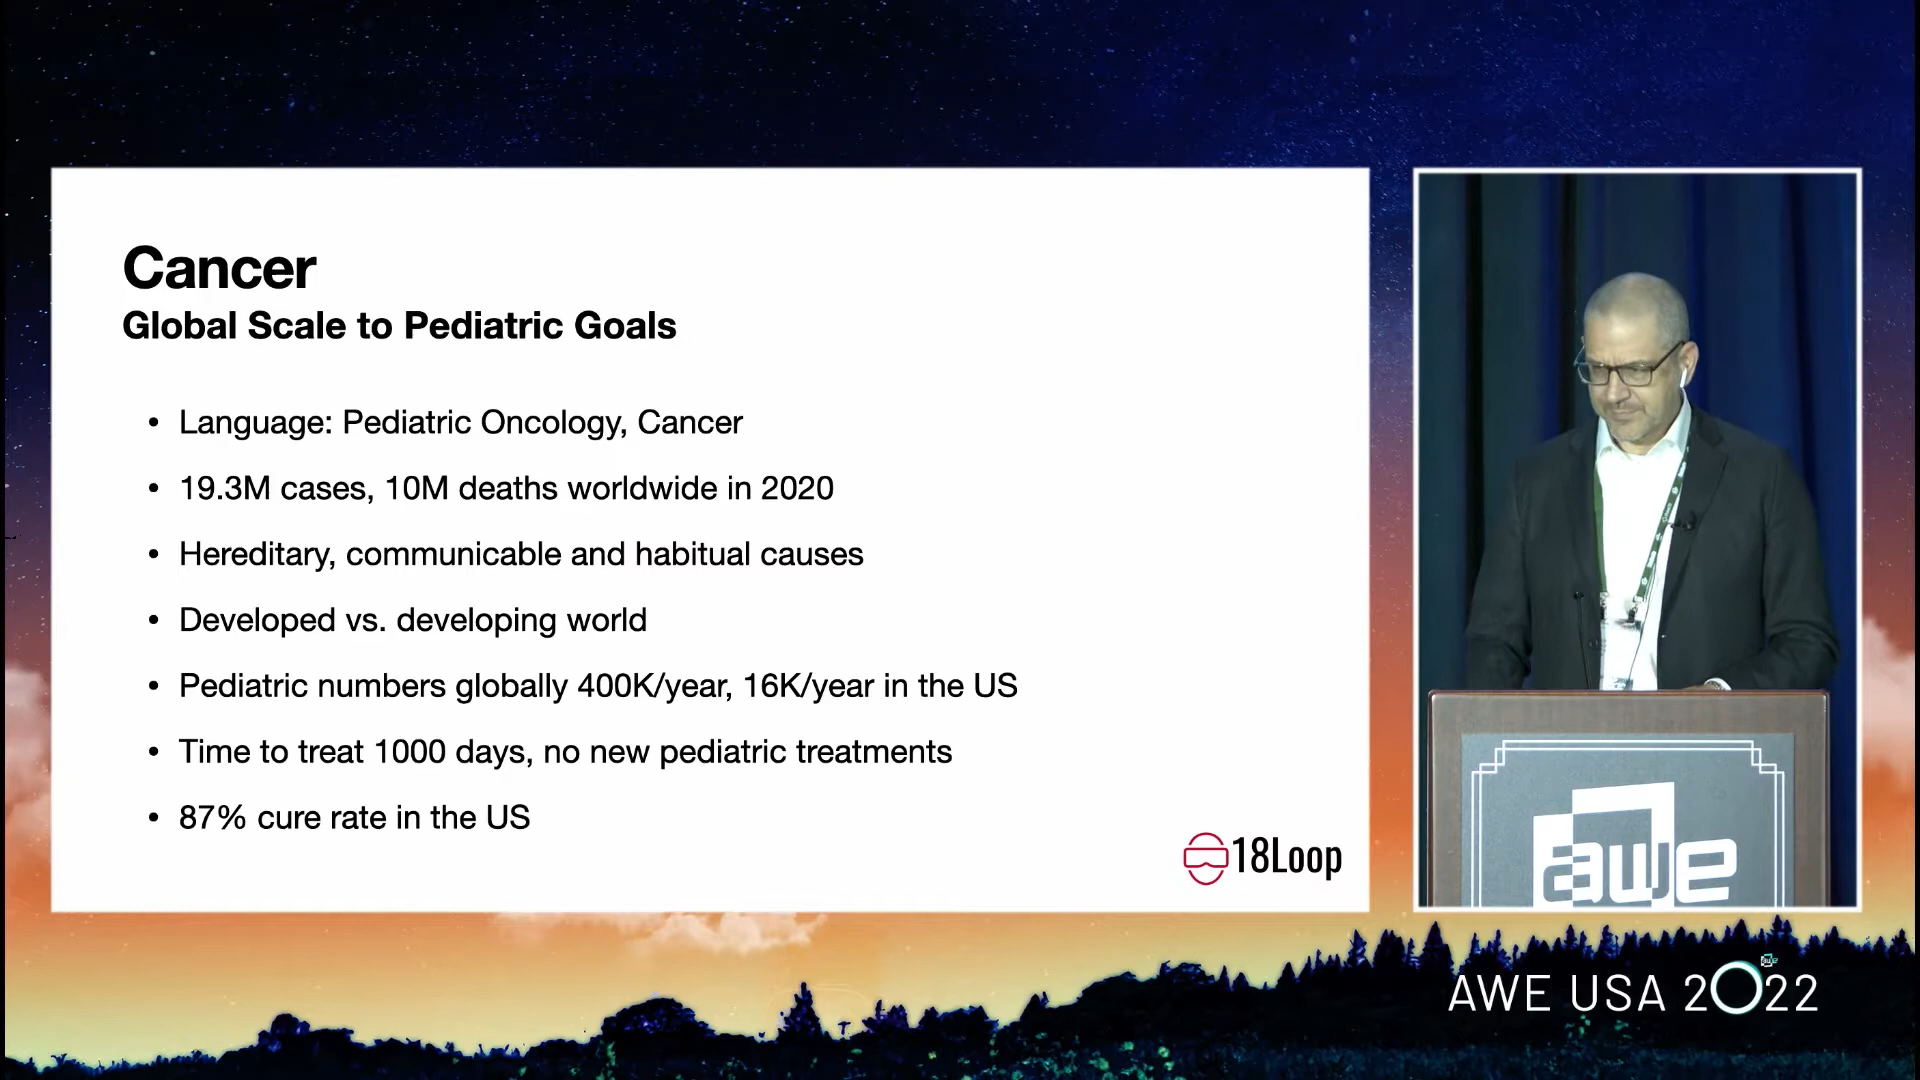 Cancer
Global Scale to Pediatric Goals
• Language: Pediatric Oncology, Cancer
• 19.3M cases, 10M deaths worldwide in 2020
• Hereditary, communicable and habitual causes
• Developed vs. developing world
• Pediatric numbers globally 400K/year, 16K/year in the US
• Time to treat 1000 days, no new pediatric treatments
• 87% cure rate in the US
18Loop
awe
AWE USA 2022